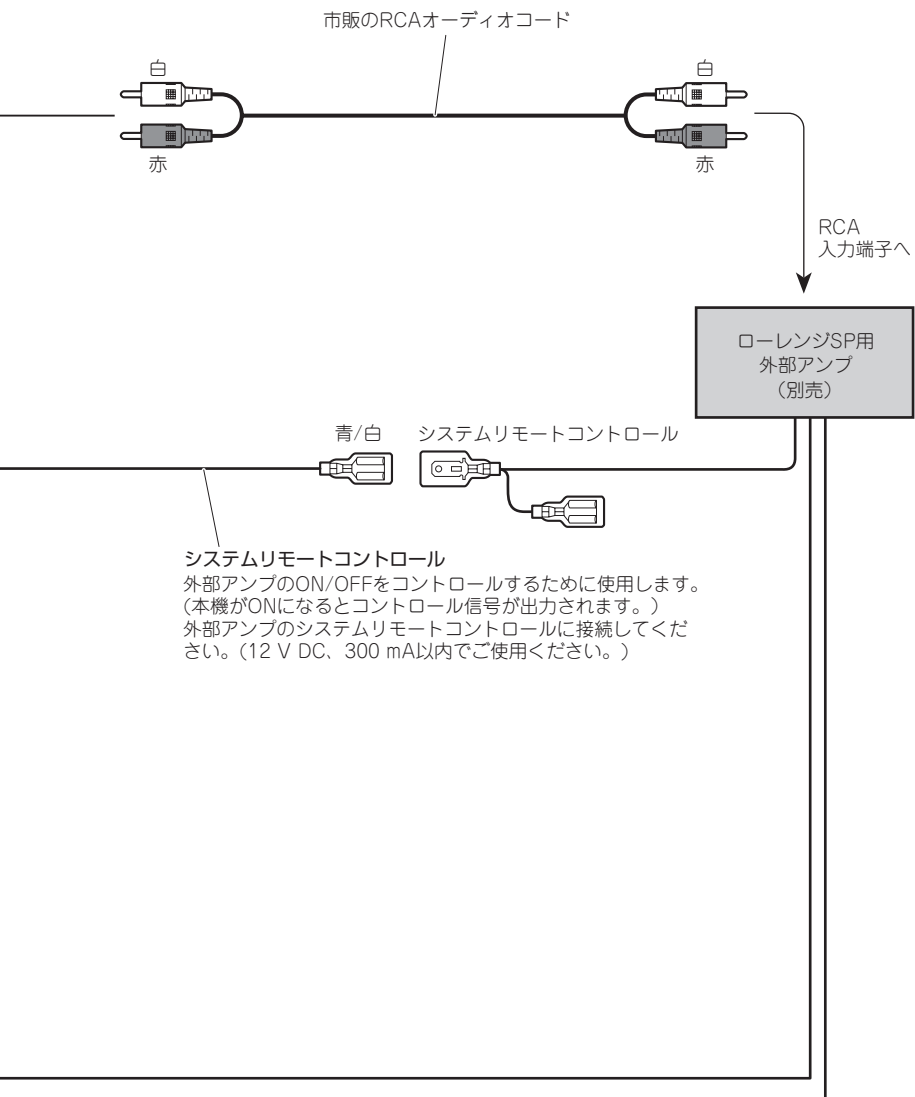 市販のRCAオーディオコード
白
白
赤
赤
RCA
入力端子へ
ローレンジSP用
外部アンプ
（別売）
青/白
システムリモートコントロール
システムリモートコントロール
外部アンプのON/OFFをコントロールするために使用します。
(本機がONになるとコントロール信号が出力されます。)
外部アンプのシステムリモートコントロールに接続してくだ
さい。(12 V DC、300 mA以内でご使用ください。)